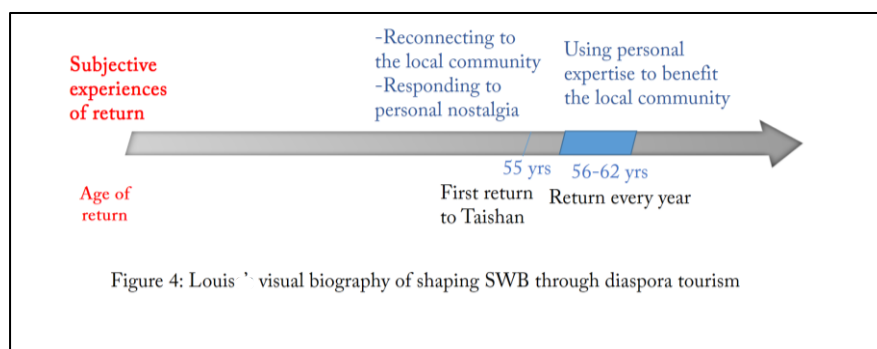 Subjective
experiences
of return
-Reconnecting to
the local community
-Responding to
personal nostalgia
Using personal
expertise to benefit
the local community
Age of
return
55 yrs
First return
to Taishan
56-62 yrs
Return every year
Figure 4: Louis ’ visual biography of shaping SWB through diaspora tourism